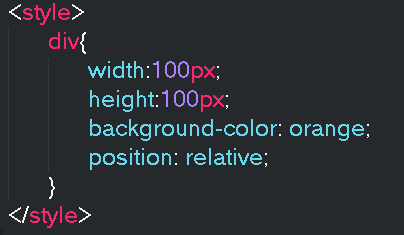 <style>
div{
width:100px;
height:100px;
background-color: orange;
position: relative;
}
</style>